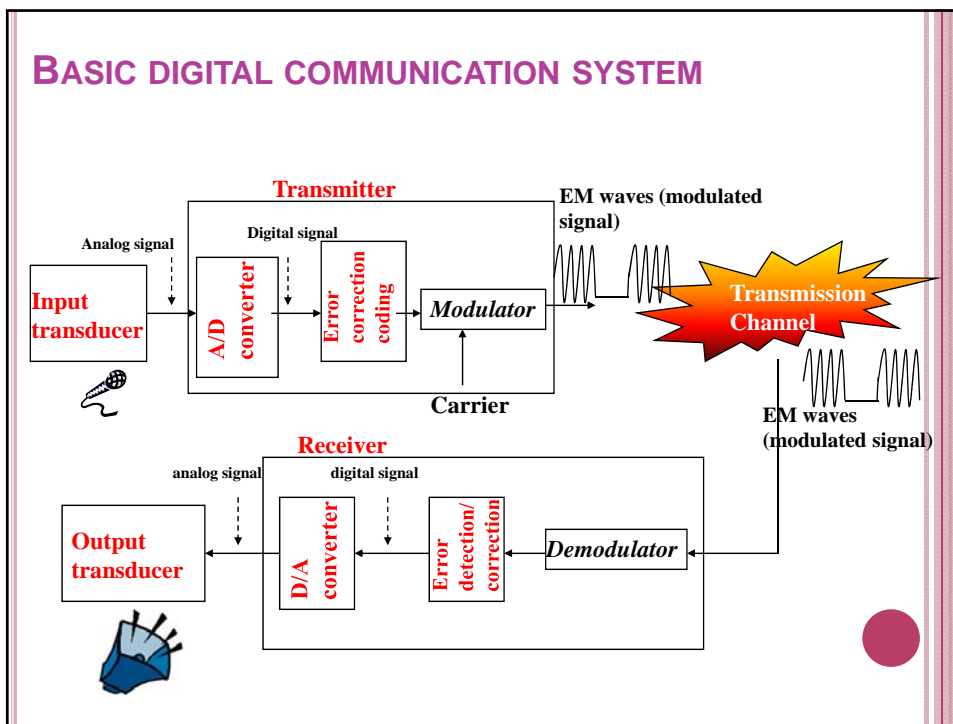 BASIC DIGITAL COMMUNICATION SYSTEM
Transmitter
EM waves (modulated
signal)
Analog signal
Digital signal
Input
transducer
A/D
converter
Error
correction
coding
Modulator
Carrier
Transmission
Channel
EM waves
(modulated signal)
Receiver
analog signal
digital signal
Output
transducer
D/A
converter
Error
detection/
correction
Demodulator